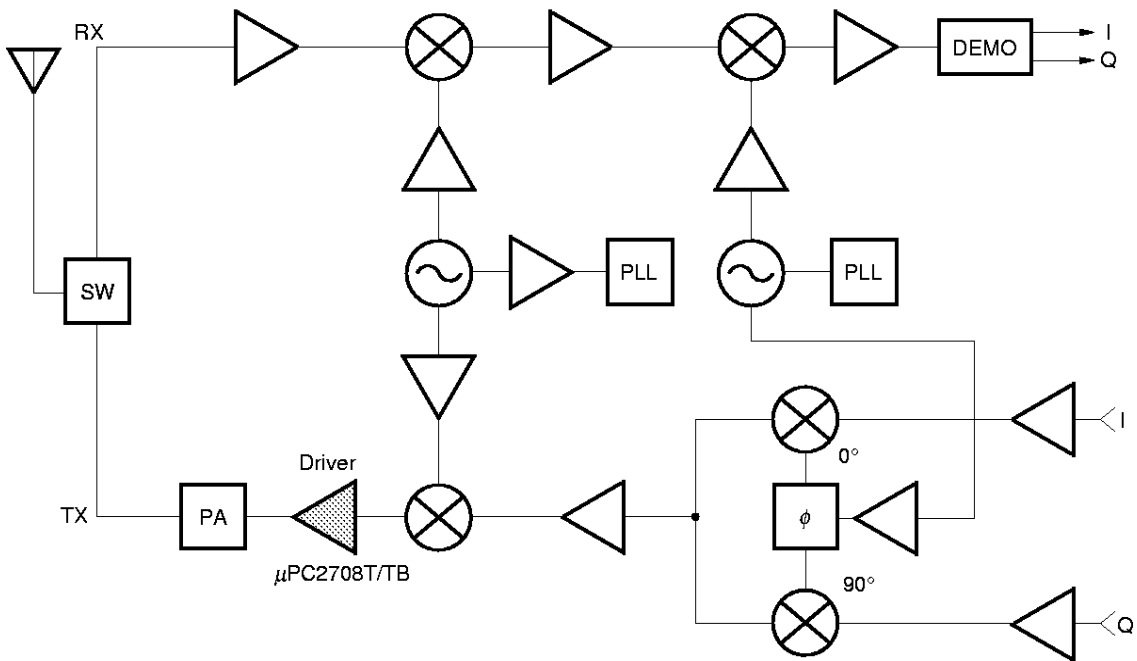 RX
I
DEMO
Q
SW
PLL
PLL
I
0°
Driver
TX
PA
ϕ
µPC2708T/TB
90°
Q